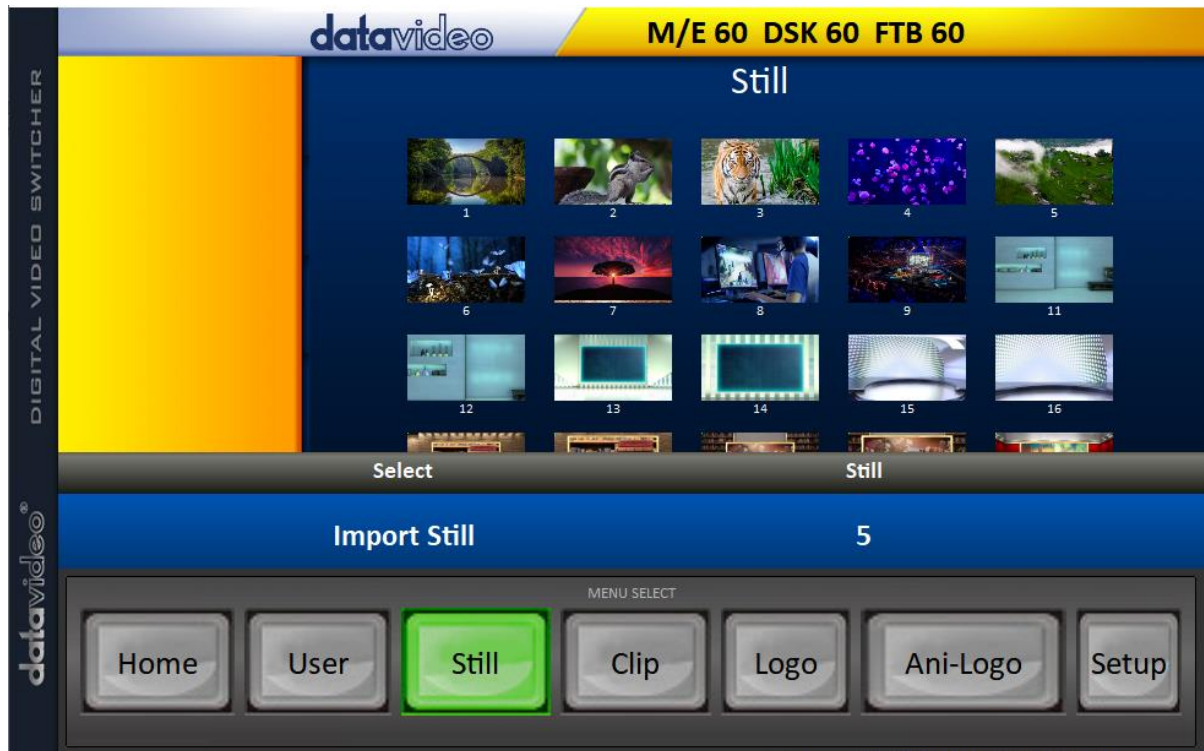 datavideo
M/E 60 DSK 60 FTB 60
DIGITAL VIDEO SWITCHER
datavideo®
Still
1 2 3 4 5
6 7 8 9 11
12 13 14 15 16
Select Still
Import Still 5
MENU SELECT
Home User Still Clip Logo Ani-Logo Setup